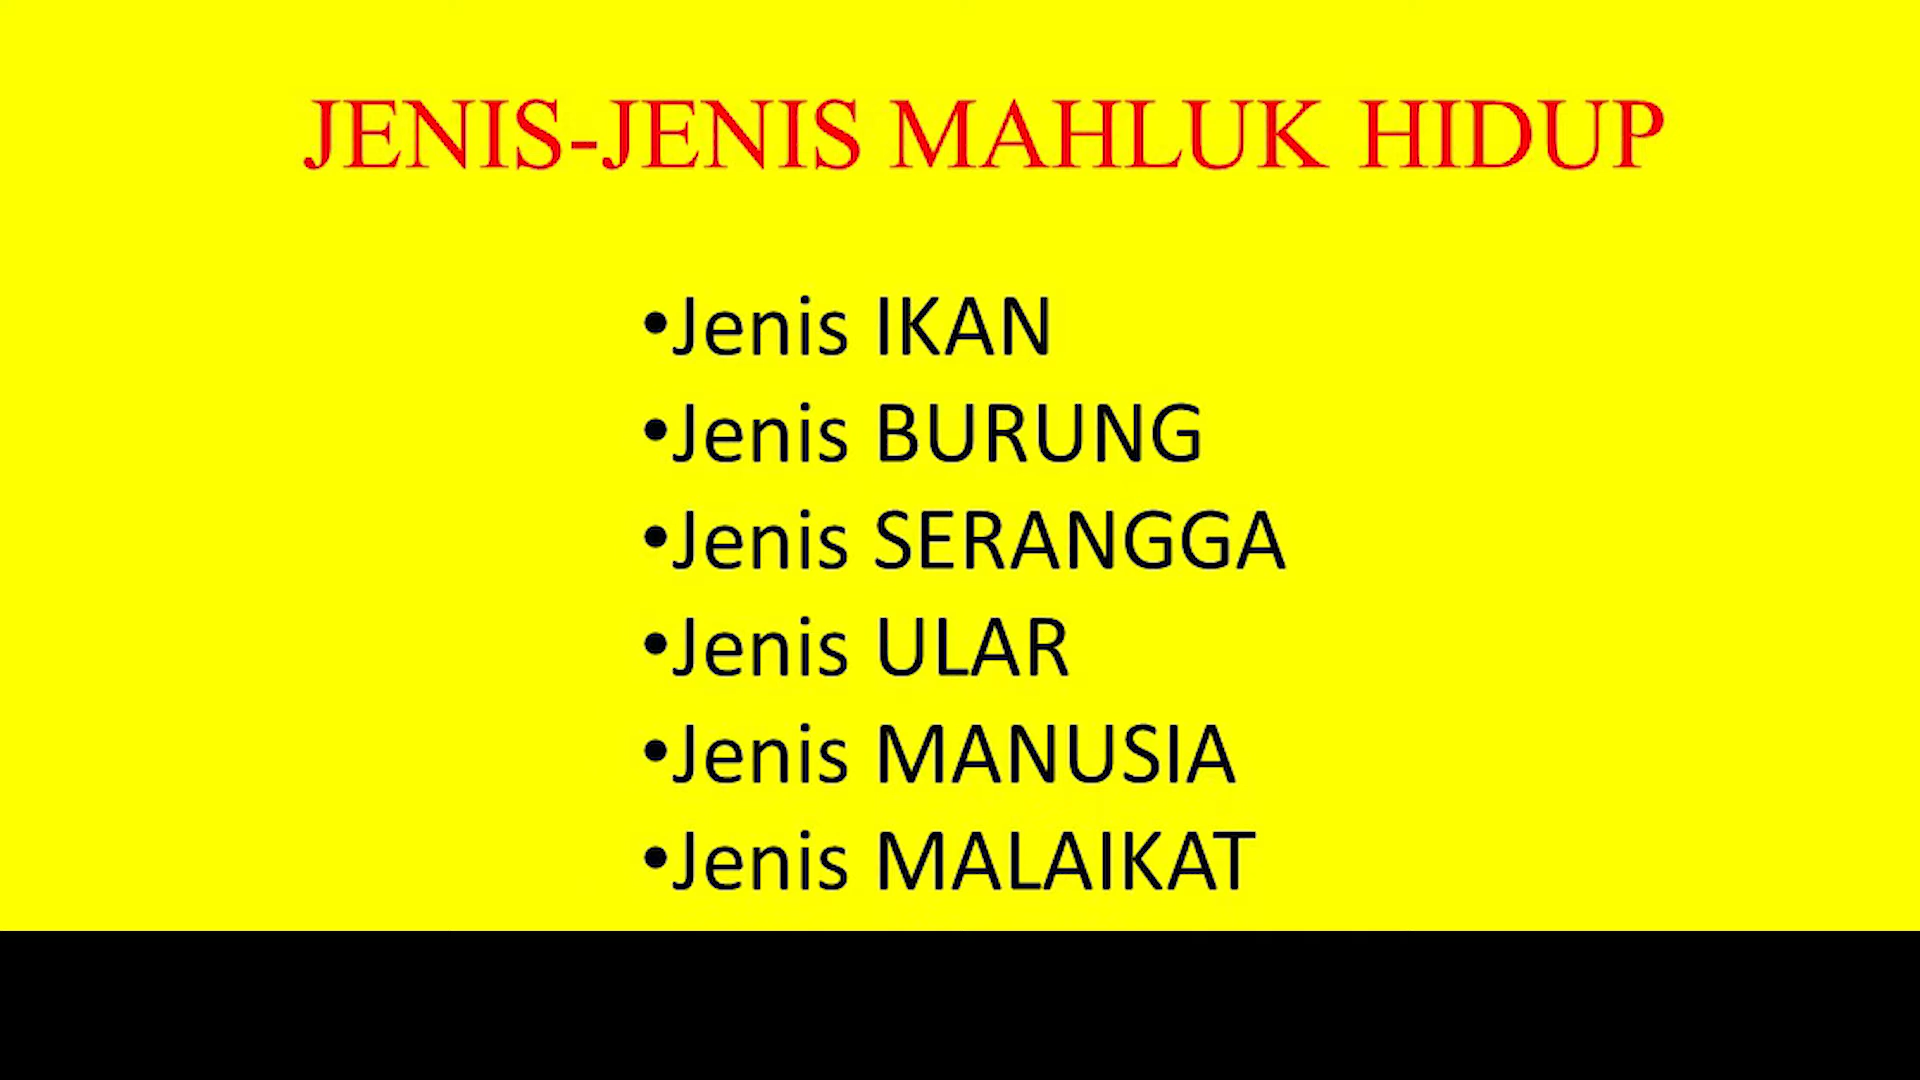 JENIS-JENIS MAHLUK HIDUP
•Jenis IKAN
•Jenis BURUNG
•Jenis SERANGGA
•Jenis ULAR
•Jenis MANUSIA
•Jenis MALAIKAT